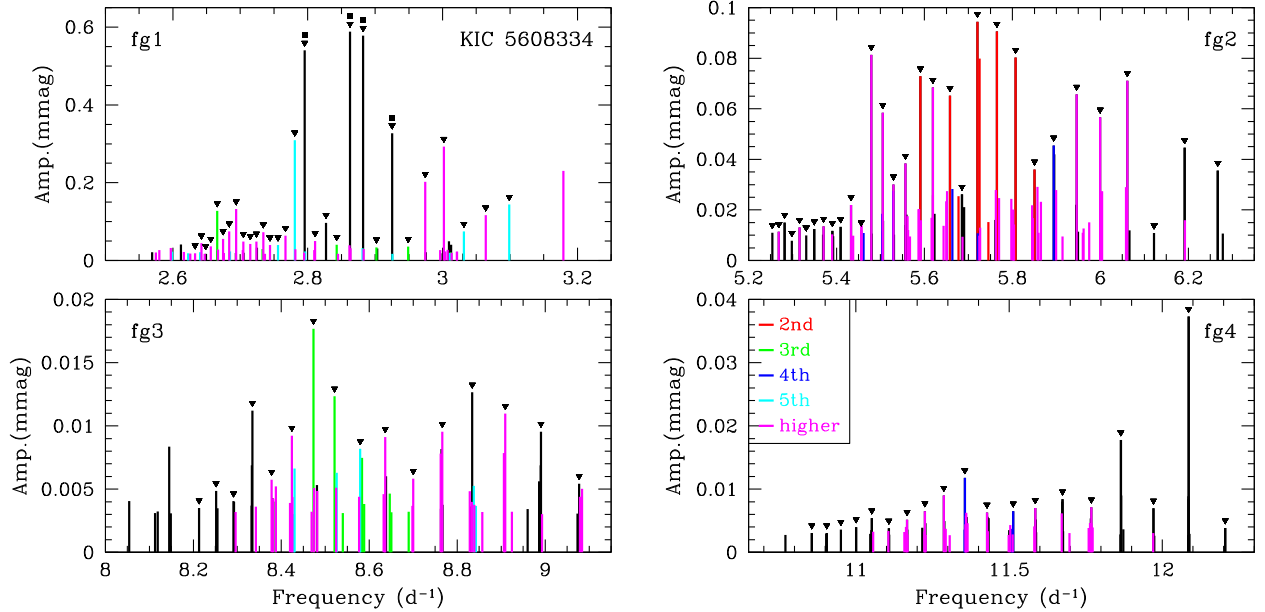 fg1
KIC 5608334
Amp.(mmag)
0.6
0.4
0.2
0
2.6
2.8
3
3.2
fg2
Amp.(mmag)
0.1
0.08
0.06
0.04
0.02
0
5.2
5.4
5.6
5.8
6
6.2
fg3
Amp.(mmag)
0.02
0.015
0.01
0.005
0
8
8.2
8.4
8.6
8.8
9
Frequency (d⁻¹)
fg4
2nd
3rd
4th
5th
higher
Amp.(mmag)
0.04
0.03
0.02
0.01
0
11
11.5
12
Frequency (d⁻¹)